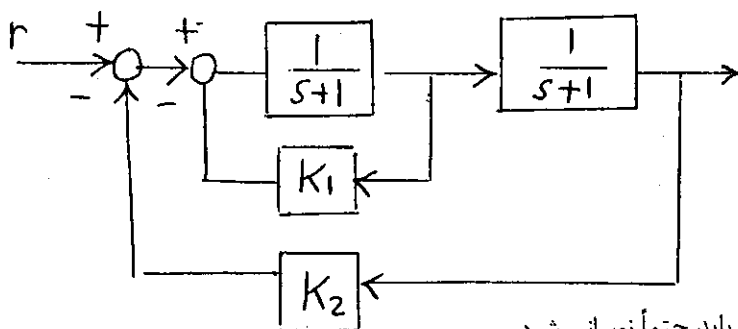 r + - + - 1/(s+1) 1/(s+1)
K₁
K₂